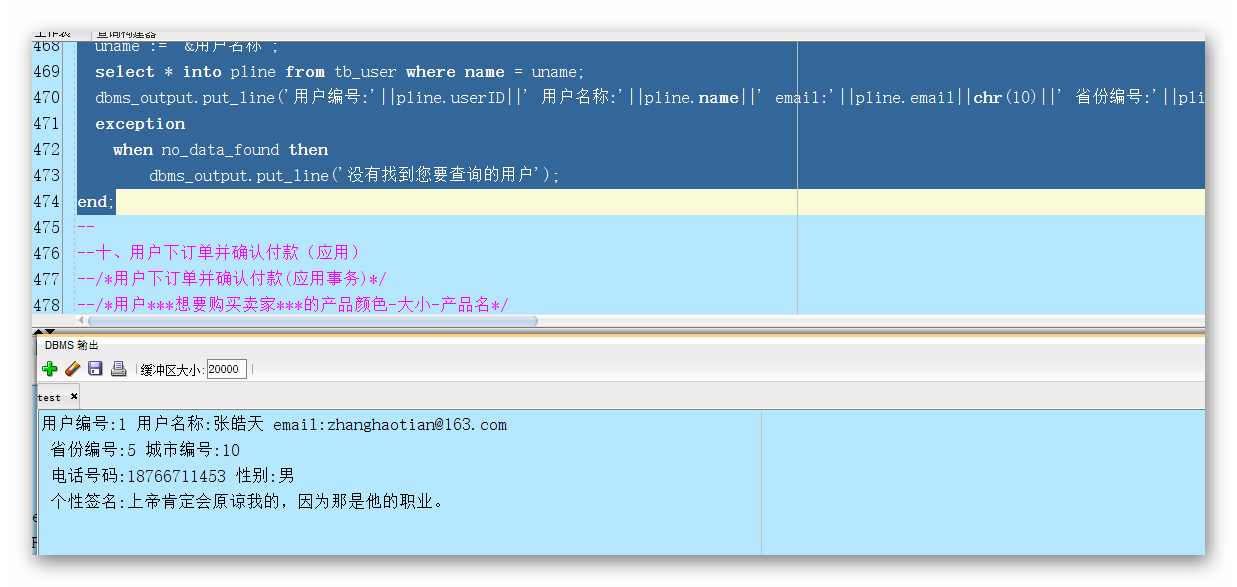 工作表 查询构建器
468 uname := '&用户名称';
469 select * into pline from tb_user where name = uname;
470 dbms_output.put_line('用户编号:'||pline.userID||' 用户名称:'||pline.name||' email:'||pline.email||chr(10)||' 省份编号:'||pli
471 exception
472 when no_data_found then
473 dbms_output.put_line('没有找到您要查询的用户');
474 end;
475 --
476 --十、用户下订单并确认付款（应用）
477 --/*用户下订单并确认付款(应用事务)*/
478 --/*用户***想要购买卖家***的产品颜色-大小-产品名*/
DBMS 输出
缓冲区大小: 20000
test ×
用户编号:1 用户名称:张皓天 email:zhanghaotian@163.com
省份编号:5 城市编号:10
电话号码:18766711453 性别:男
个性签名:上帝肯定会原谅我的，因为那是他的职业。